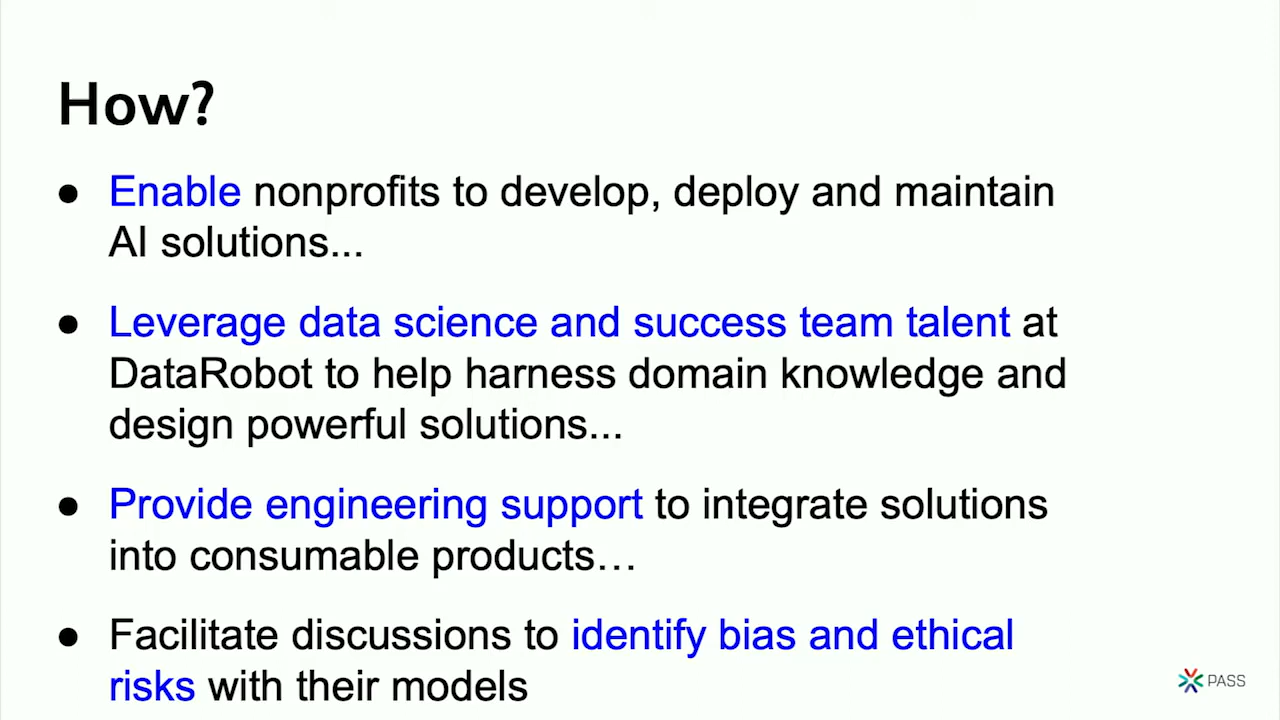 How?
● Enable nonprofits to develop, deploy and maintain
AI solutions...
● Leverage data science and success team talent at
DataRobot to help harness domain knowledge and
design powerful solutions...
● Provide engineering support to integrate solutions
into consumable products…
● Facilitate discussions to identify bias and ethical
risks with their models
PASS